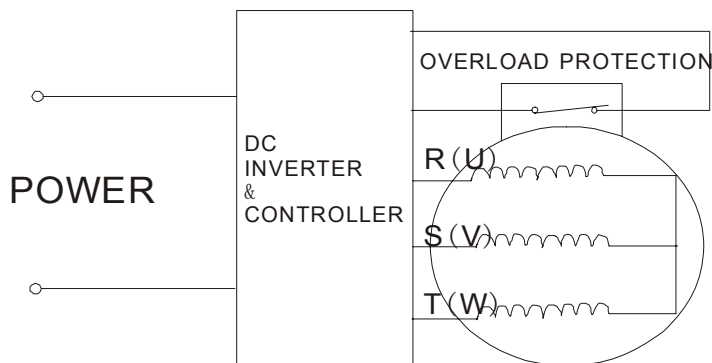 OVERLOAD PROTECTION
POWER
DC
INVERTER
&
CONTROLLER
R(U)
S(V)
T(W)